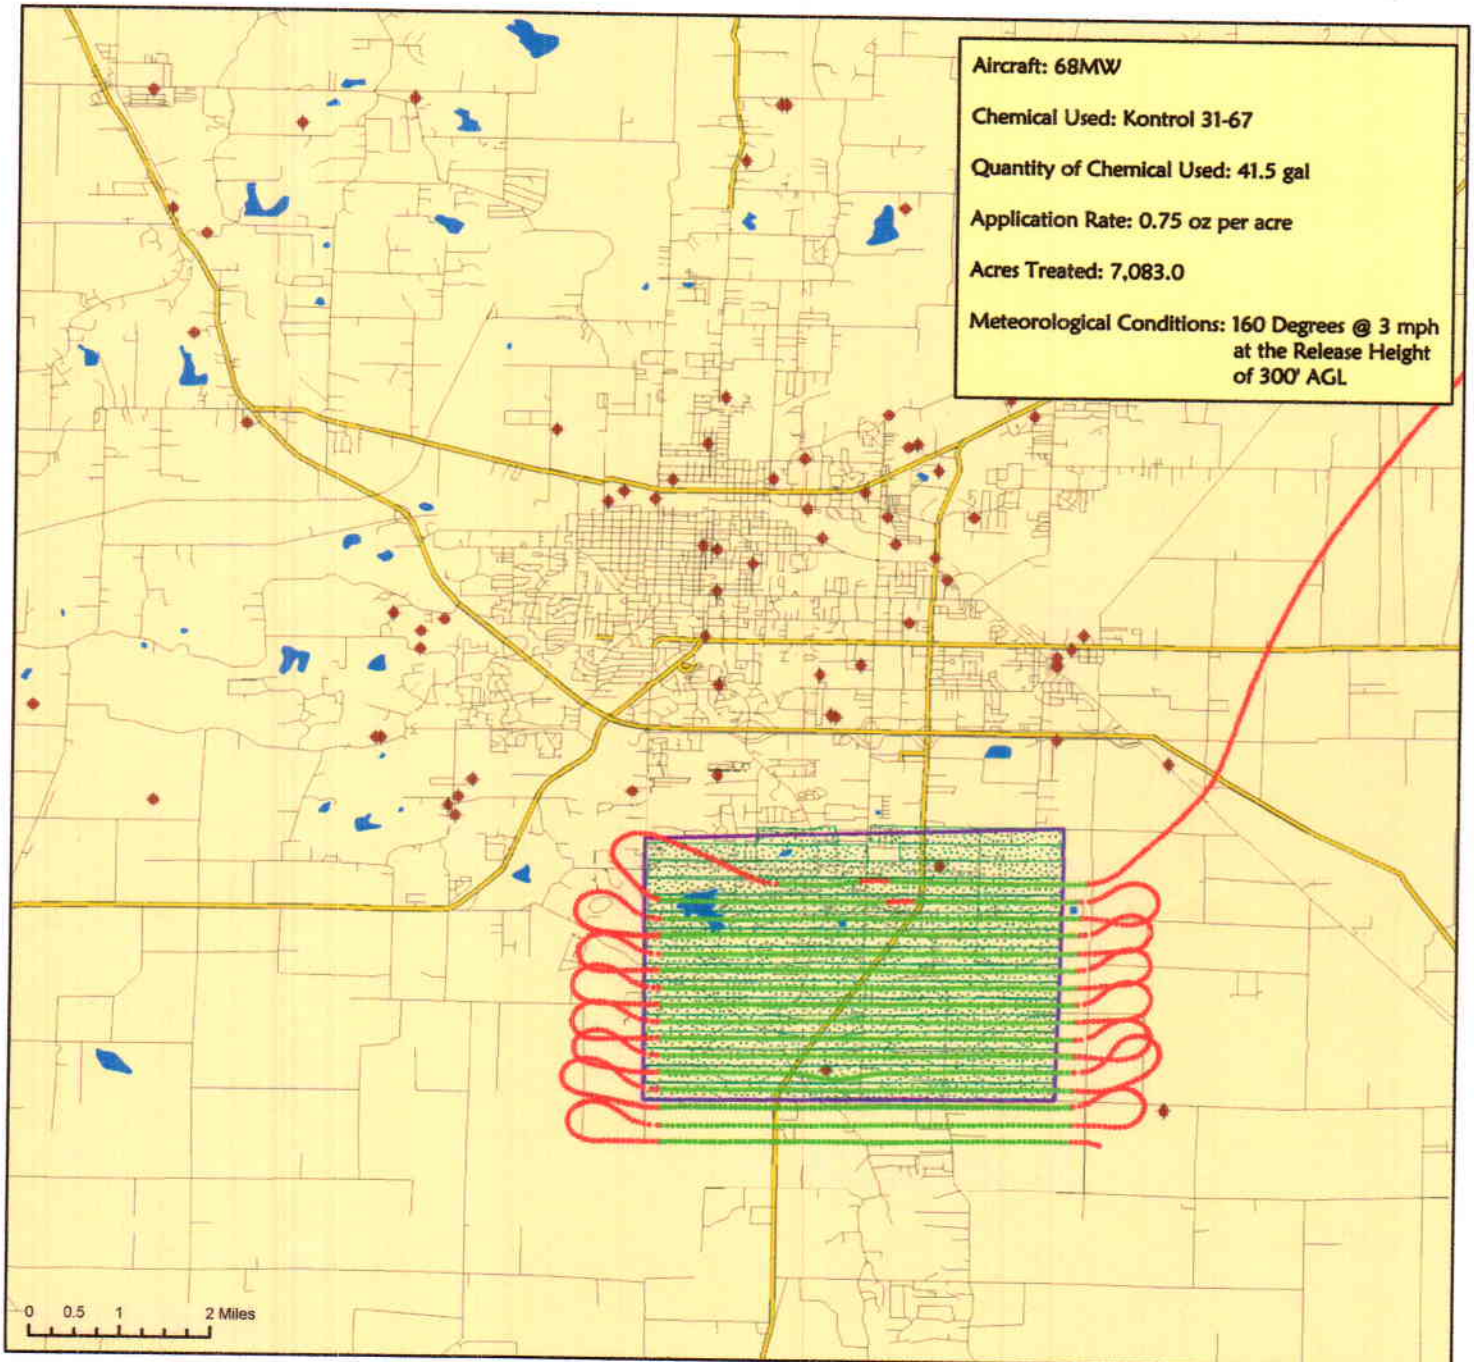 Aircraft: 68MW
Chemical Used: Kontrol 31-67
Quantity of Chemical Used: 41.5 gal
Application Rate: 0.75 oz per acre
Acres Treated: 7,083.0
Meteorological Conditions: 160 Degrees @ 3 mph
at the Release Height
of 300' AGL
0 0.5 1 2 Miles